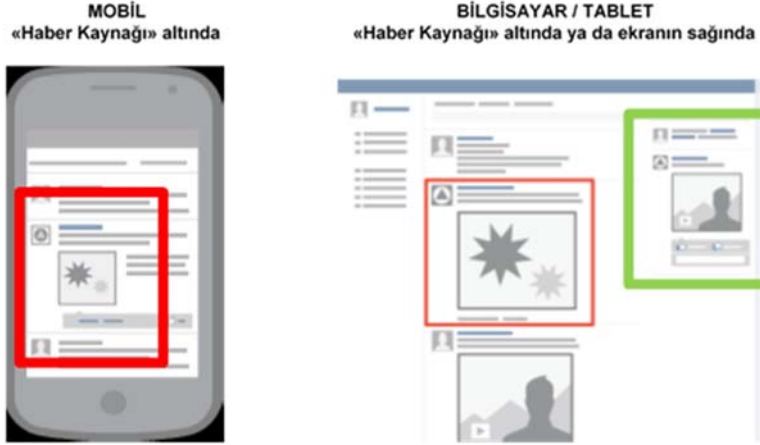 MOBİL
«Haber Kaynağı» altında
BİLGİSAYAR / TABLET
«Haber Kaynağı» altında ya da ekranın sağında